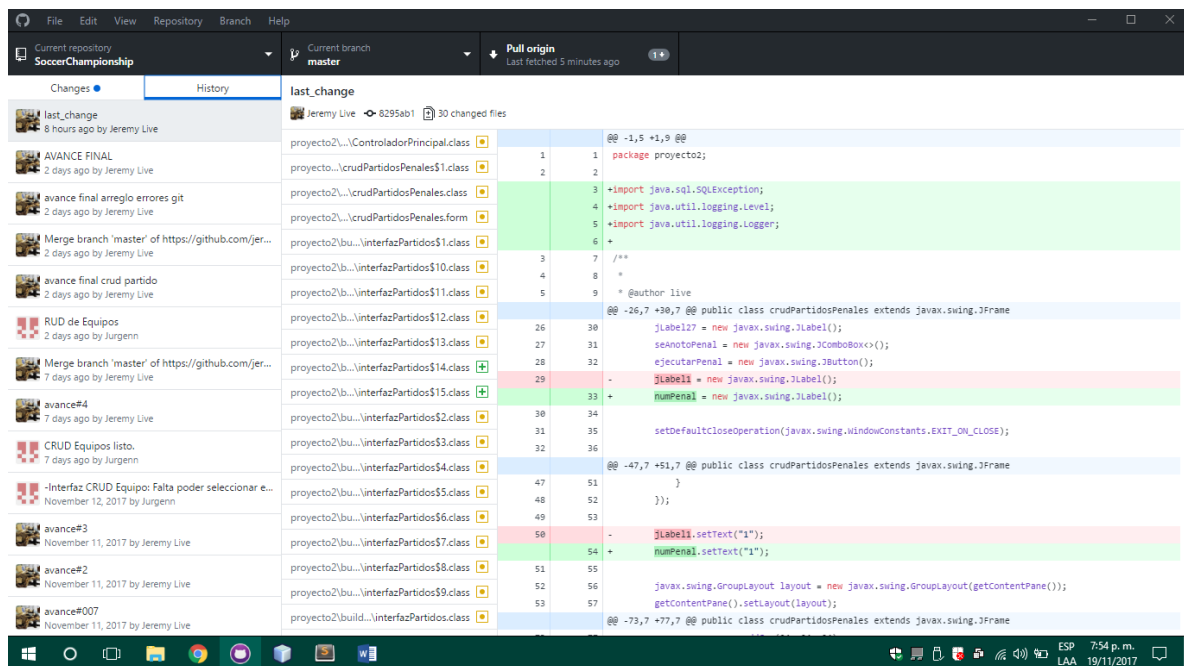 File Edit View Repository Branch Help
Current repository
SoccerChampionship
Current branch
master
Pull origin
Last fetched 5 minutes ago
1
Changes
History
last_change
8 hours ago by Jeremy Live
AVANCE FINAL
2 days ago by Jeremy Live
avance final arreglo errores git
2 days ago by Jeremy Live
Merge branch 'master' of https://github.com/jer...
2 days ago by Jeremy Live
avance final crud partido
2 days ago by Jeremy Live
RUD de Equipos
2 days ago by Jurgenn
Merge branch 'master' of https://github.com/jer...
7 days ago by Jeremy Live
avance#4
7 days ago by Jeremy Live
CRUD Equipos listo.
7 days ago by Jurgenn
-Interfaz CRUD Equipo: Falta poder seleccionar e...
November 12, 2017 by Jurgenn
avance#3
November 11, 2017 by Jeremy Live
avance#2
November 11, 2017 by Jeremy Live
avance#007
November 11, 2017 by Jeremy Live
last_change
Jeremy Live 8295ab1 30 changed files
proyecto2\...\ControladorPrincipal.class
proyecto...\crudPartidosPenales$1.class
proyecto2\...\crudPartidosPenales.class
proyecto2\...\crudPartidosPenales.form
proyecto2\bu...\interfazPartidos$1.class
proyecto2\b...\interfazPartidos$10.class
proyecto2\b...\interfazPartidos$11.class
proyecto2\b...\interfazPartidos$12.class
proyecto2\b...\interfazPartidos$13.class
proyecto2\b...\interfazPartidos$14.class
proyecto2\b...\interfazPartidos$15.class
proyecto2\bu...\interfazPartidos$2.class
proyecto2\bu...\interfazPartidos$3.class
proyecto2\bu...\interfazPartidos$4.class
proyecto2\bu...\interfazPartidos$5.class
proyecto2\bu...\interfazPartidos$6.class
proyecto2\bu...\interfazPartidos$7.class
proyecto2\bu...\interfazPartidos$8.class
proyecto2\bu...\interfazPartidos$9.class
proyecto2\build...\interfazPartidos.class
@@ -1,5 +1,9 @@
1 1 package proyecto2;
2 2
3 +import java.sql.SQLException;
4 +import java.util.logging.Level;
5 +import java.util.logging.Logger;
6 +
3 7 /**
4 8 *
5 9 * @author live
@@ -26,7 +30,7 @@ public class crudPartidosPenales extends javax.swing.JFrame
26 30 jLabel27 = new javax.swing.JLabel();
27 31 seAnotoPenal = new javax.swing.JComboBox<>();
28 32 ejecutarPenal = new javax.swing.JButton();
29 - jLabel1 = new javax.swing.JLabel();
33 + numPenal = new javax.swing.JLabel();
30 34
31 35 setDefaultCloseOperation(javax.swing.WindowConstants.EXIT_ON_CLOSE);
32 36
@@ -47,7 +51,7 @@ public class crudPartidosPenales extends javax.swing.JFrame
47 51 }
48 52 });
49 53
50 - jLabel1.setText("1");
54 + numPenal.setText("1");
51 55
52 56 javax.swing.GroupLayout layout = new javax.swing.GroupLayout(getContentPane());
53 57 getContentPane().setLayout(layout);
@@ -73,7 +77,7 @@ public class crudPartidosPenales extends javax.swing.JFrame
ESP 7:54 p. m.
LAA 19/11/2017